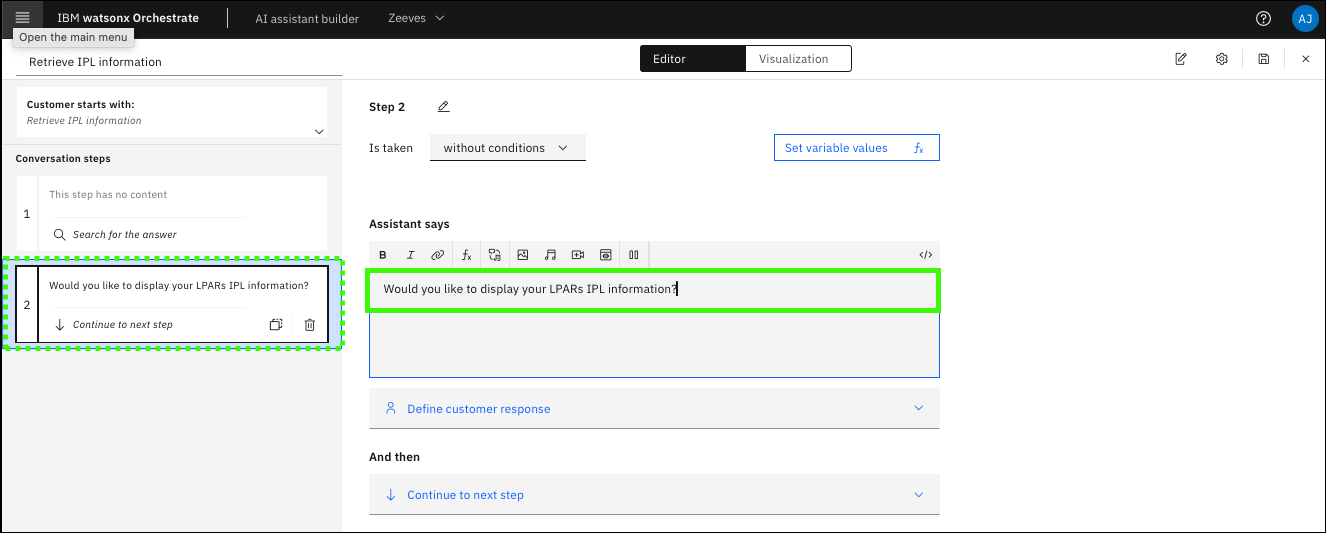 IBM watsonx Orchestrate
AI assistant builder
Zeeves
AJ
Open the main menu
Retrieve IPL information
Editor
Visualization
Customer starts with:
Retrieve IPL information
Conversation steps
1
This step has no content
Search for the answer
2
Would you like to display your LPARs IPL information?
Continue to next step
Step 2
Is taken
without conditions
Set variable values
fx
Assistant says
B
I
fx
</>
Would you like to display your LPARs IPL information?
Define customer response
And then
Continue to next step